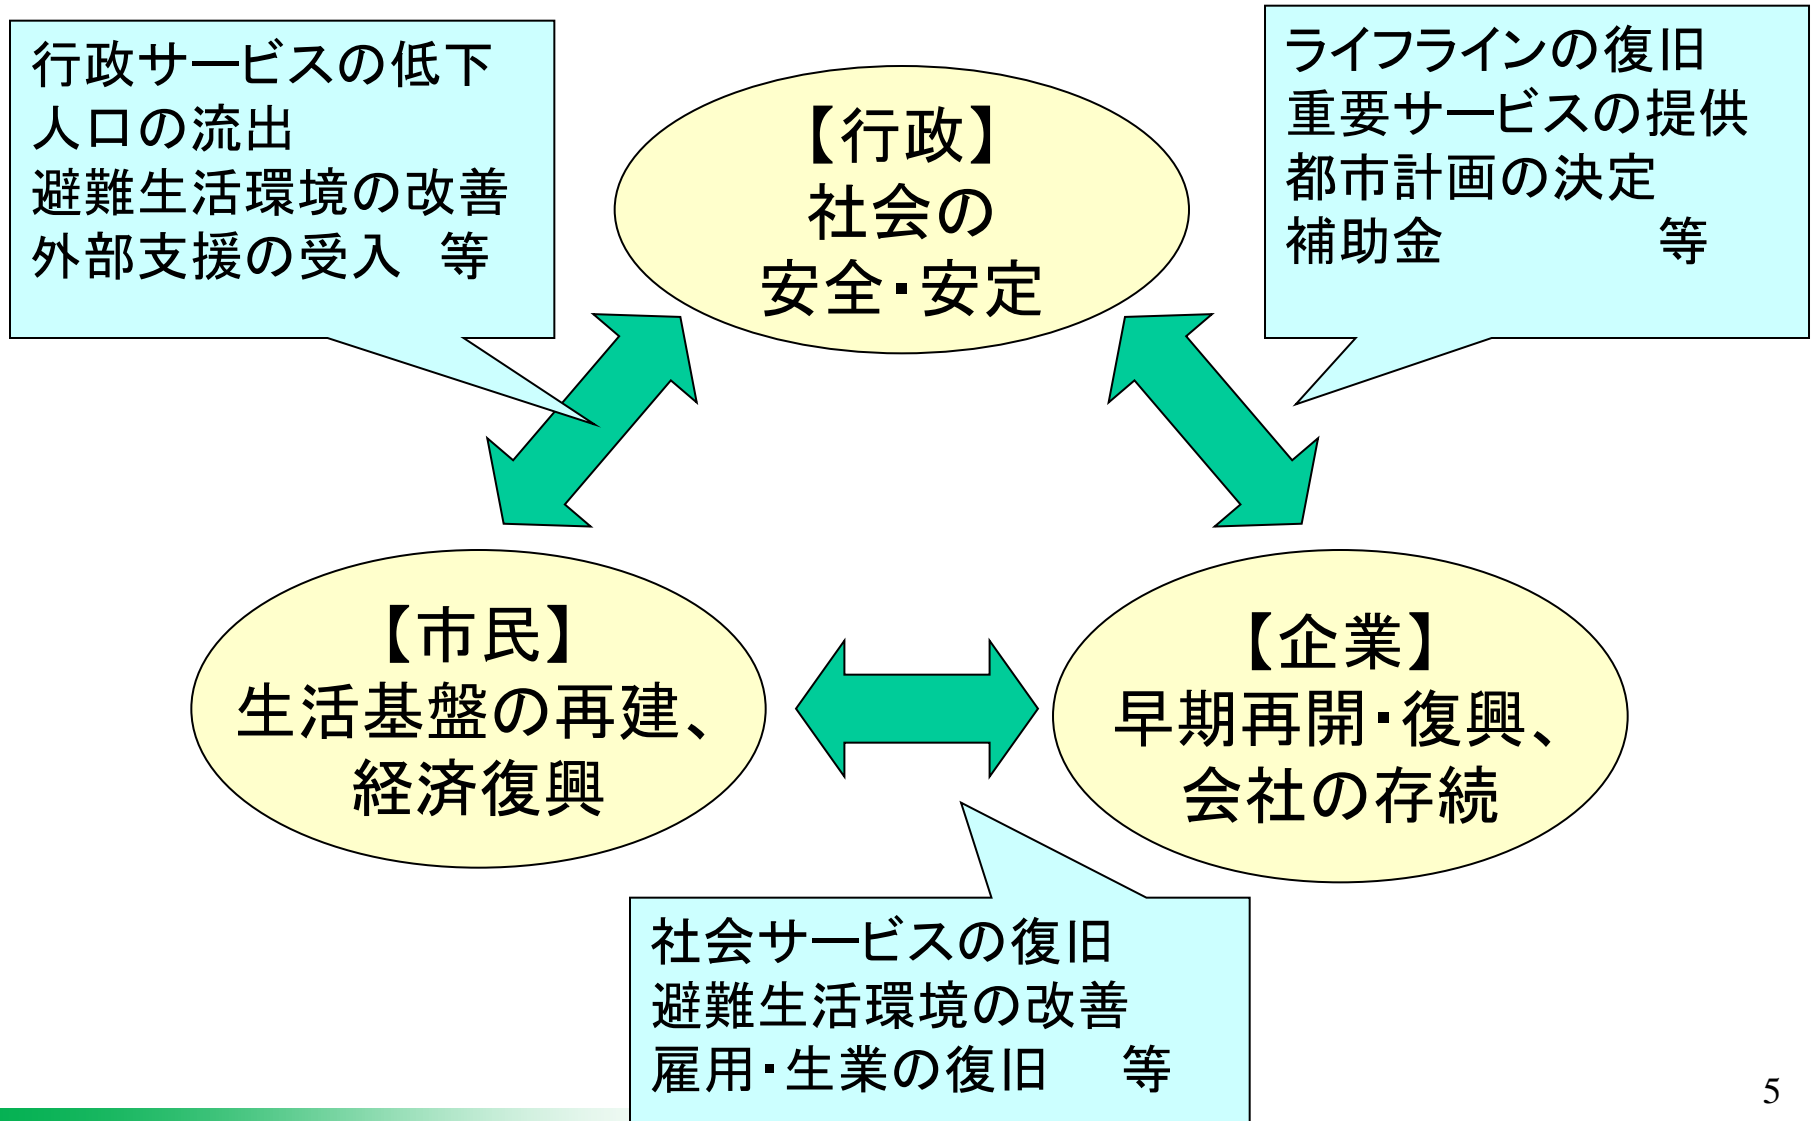 行政サービスの低下
人口の流出
避難生活環境の改善
外部支援の受入　等
【行政】
社会の
安全・安定
ライフラインの復旧
重要サービスの提供
都市計画の決定
補助金　　　　等
【市民】
生活基盤の再建、
経済復興
【企業】
早期再開・復興、
会社の存続
社会サービスの復旧
避難生活環境の改善
雇用・生業の復旧　等
5